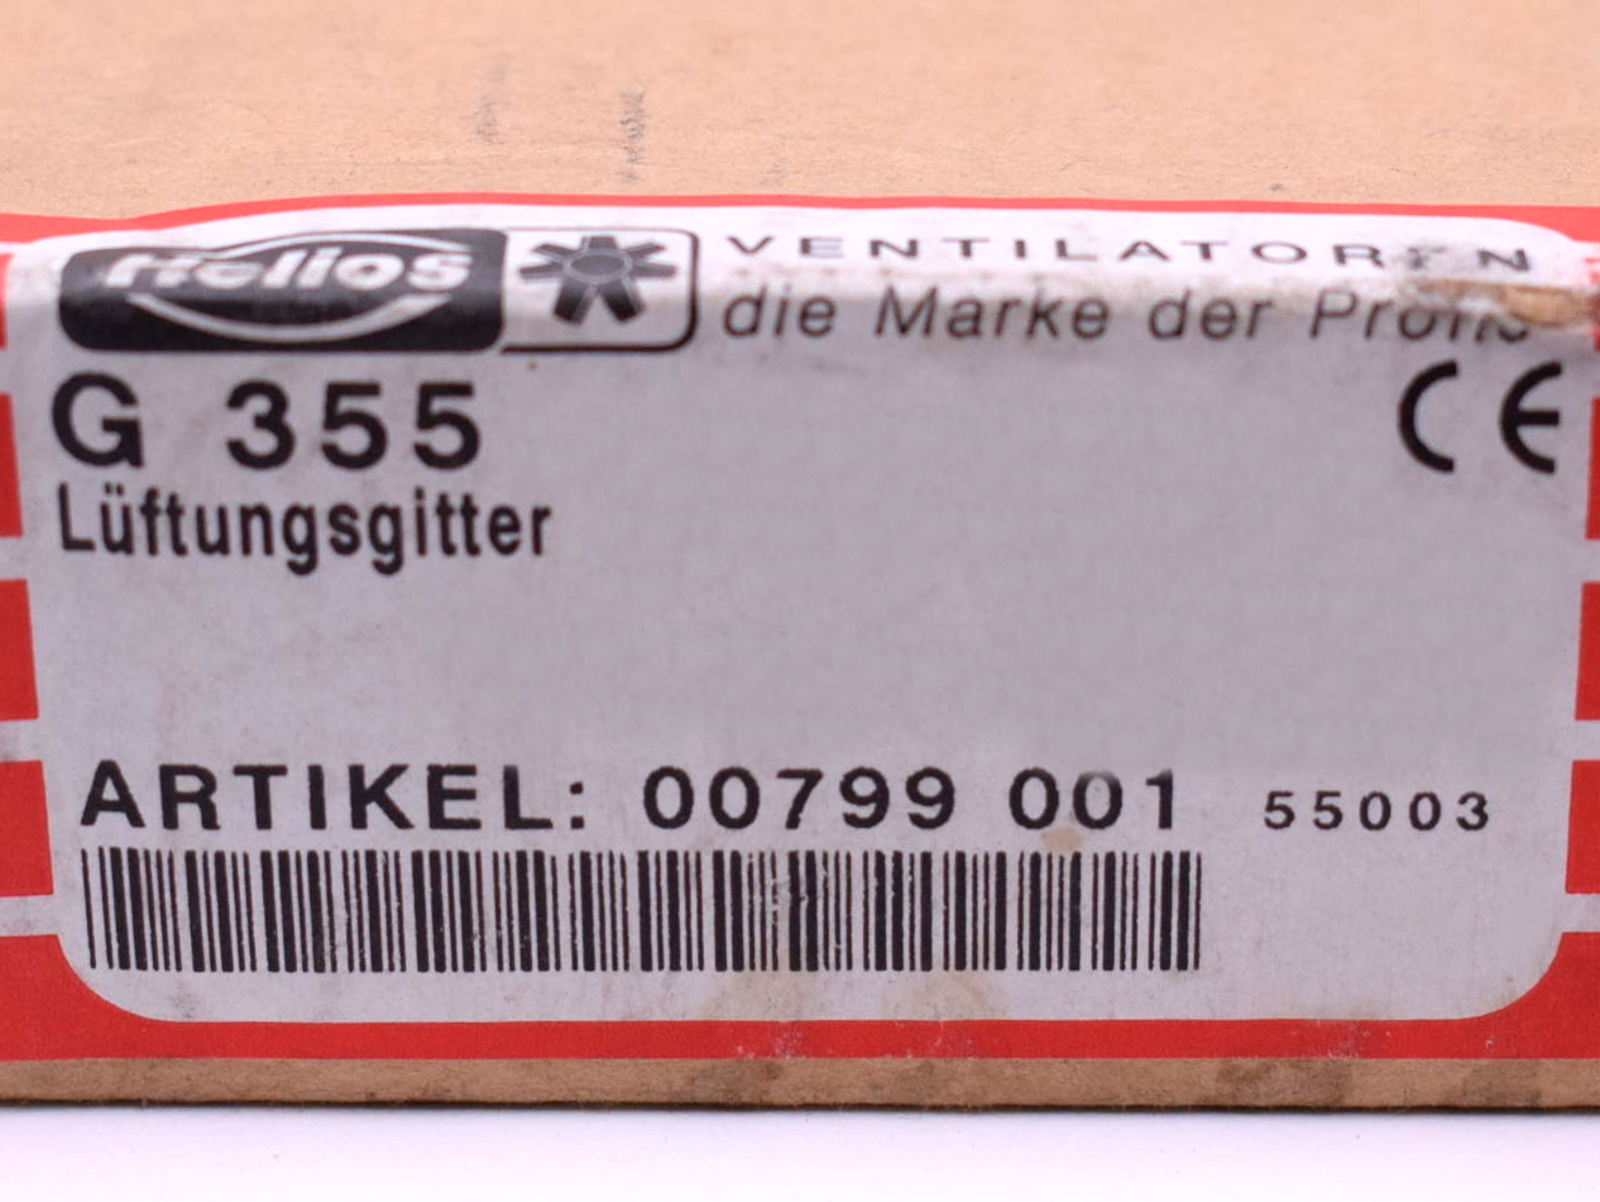 Helios VENTILATOREN
die Marke der Profis
G 355 CE
Lüftungsgitter
ARTIKEL: 00799 001 55003